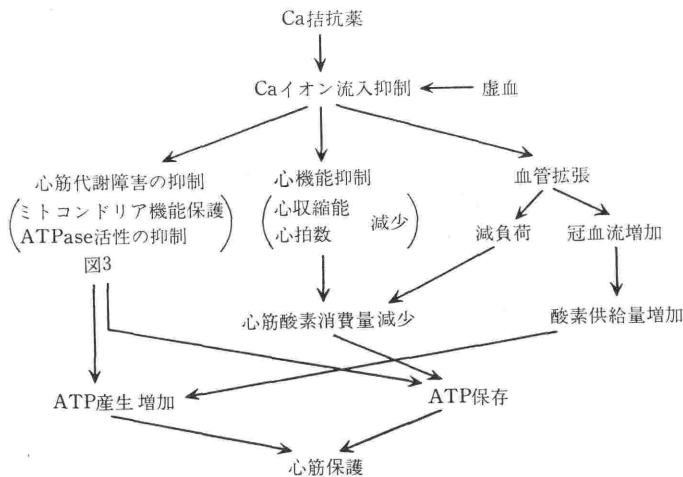 Ca拮抗薬
Caイオン流入抑制
虚血
心筋代謝障害の抑制
ミトコンドリア機能保護
ATPase活性の抑制
図3
心機能抑制
心収縮能
心拍数
減少
血管拡張
減負荷
冠血流増加
心筋酸素消費量減少
酸素供給量増加
ATP産生増加
ATP保存
心筋保護